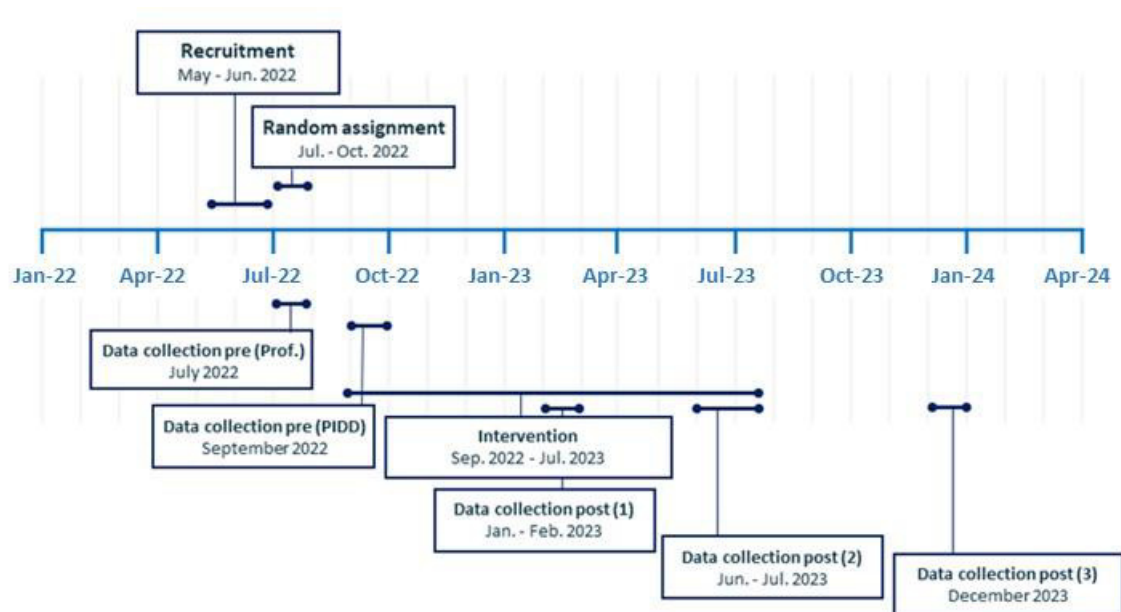 Recruitment
May - Jun. 2022
Random assignment
Jul. - Oct. 2022
Jan-22 Apr-22 Jul-22 Oct-22 Jan-23 Apr-23 Jul-23 Oct-23 Jan-24 Apr-24
Data collection pre (Prof.)
July 2022
Data collection pre (PIDD)
September 2022
Intervention
Sep. 2022 - Jul. 2023
Data collection post (1)
Jan. - Feb. 2023
Data collection post (2)
Jun. - Jul. 2023
Data collection post (3)
December 2023